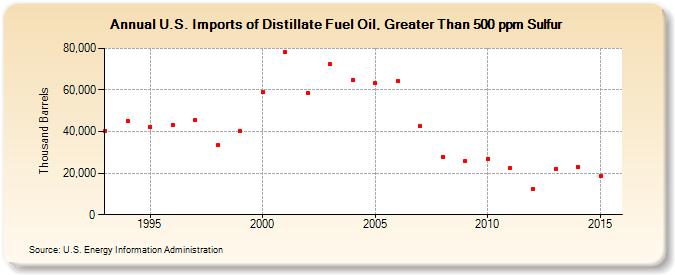 Annual U.S. Imports of Distillate Fuel Oil, Greater Than 500 ppm Sulfur
Thousand Barrels
80,000
60,000
40,000
20,000
0
1995 2000 2005 2010 2015
Source: U.S. Energy Information Administration